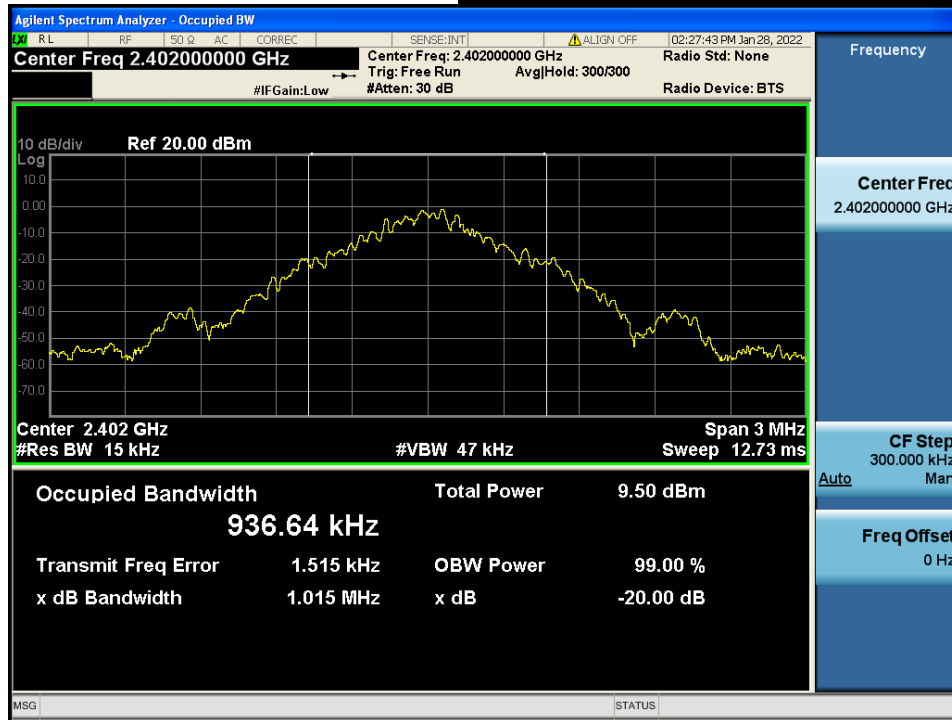 Agilent Spectrum Analyzer - Occupied BW
LXI RL RF 50 Ω AC CORREC SENSE:INT ALIGN OFF 02:27:43 PM Jan 28, 2022
Center Freq 2.402000000 GHz
Center Freq: 2.402000000 GHz Radio Std: None
Trig: Free Run Avg|Hold: 300/300
#IFGain:Low #Atten: 30 dB Radio Device: BTS
10 dB/div Ref 20.00 dBm
Log
10.0
0.00
-10.0
-20.0
-30.0
-40.0
-50.0
-60.0
-70.0
Center 2.402 GHz Span 3 MHz
#Res BW 15 kHz #VBW 47 kHz Sweep 12.73 ms
Occupied Bandwidth Total Power 9.50 dBm
936.64 kHz
Transmit Freq Error 1.515 kHz OBW Power 99.00 %
x dB Bandwidth 1.015 MHz x dB -20.00 dB
MSG STATUS
Frequency
Center Freq
2.402000000 GHz
CF Step
300.000 kHz
Auto Man
Freq Offset
0 Hz